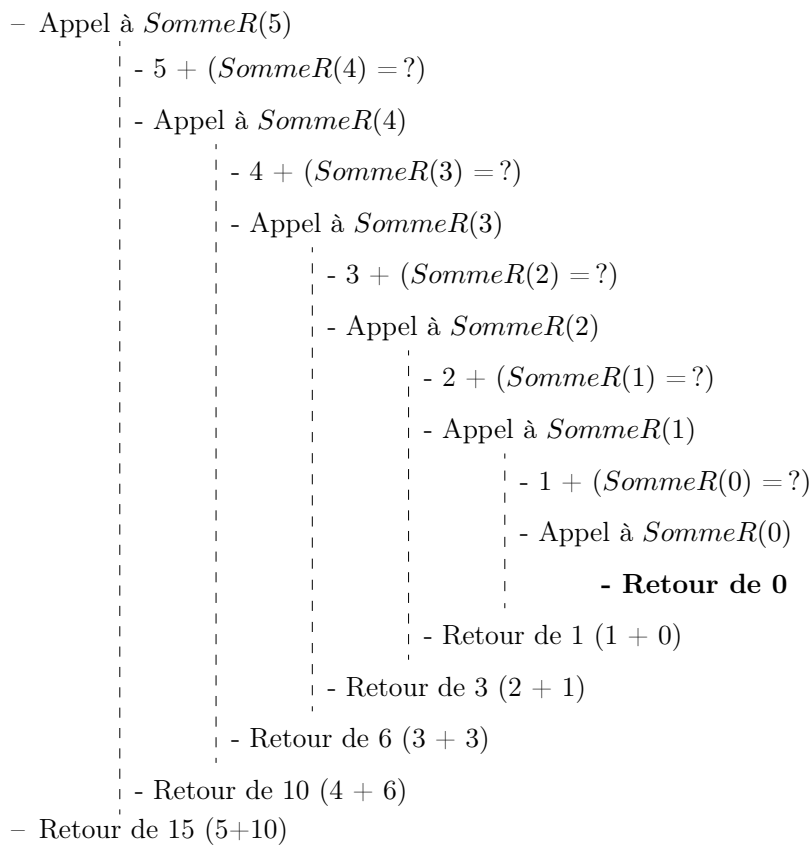 – Appel à SommeR(5)
- 5 + (SommeR(4) = ?)
- Appel à SommeR(4)
- 4 + (SommeR(3) = ?)
- Appel à SommeR(3)
- 3 + (SommeR(2) = ?)
- Appel à SommeR(2)
- 2 + (SommeR(1) = ?)
- Appel à SommeR(1)
- 1 + (SommeR(0) = ?)
- Appel à SommeR(0)
- Retour de 0
- Retour de 1 (1 + 0)
- Retour de 3 (2 + 1)
- Retour de 6 (3 + 3)
- Retour de 10 (4 + 6)
– Retour de 15 (5+10)